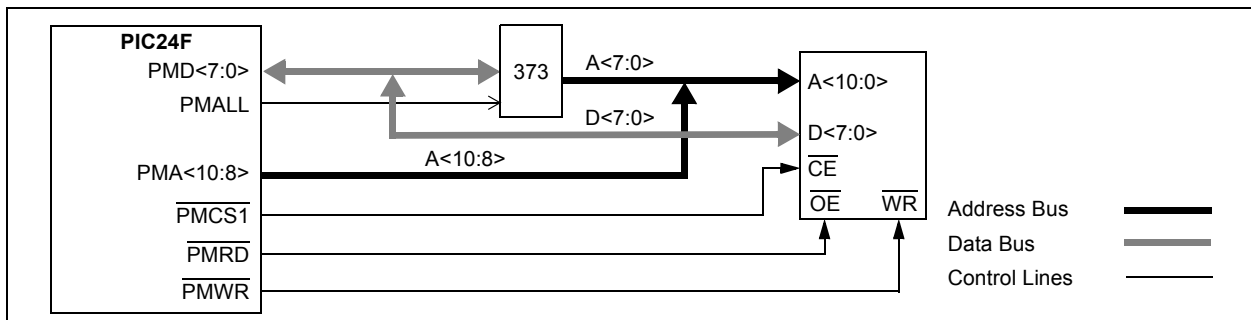 PIC24F
PMD<7:0>
PMALL
PMA<10:8>
PMCS1
PMRD
PMWR
373
A<7:0>
D<7:0>
A<10:8>
A<10:0>
D<7:0>
CE
OE WR
Address Bus
Data Bus
Control Lines